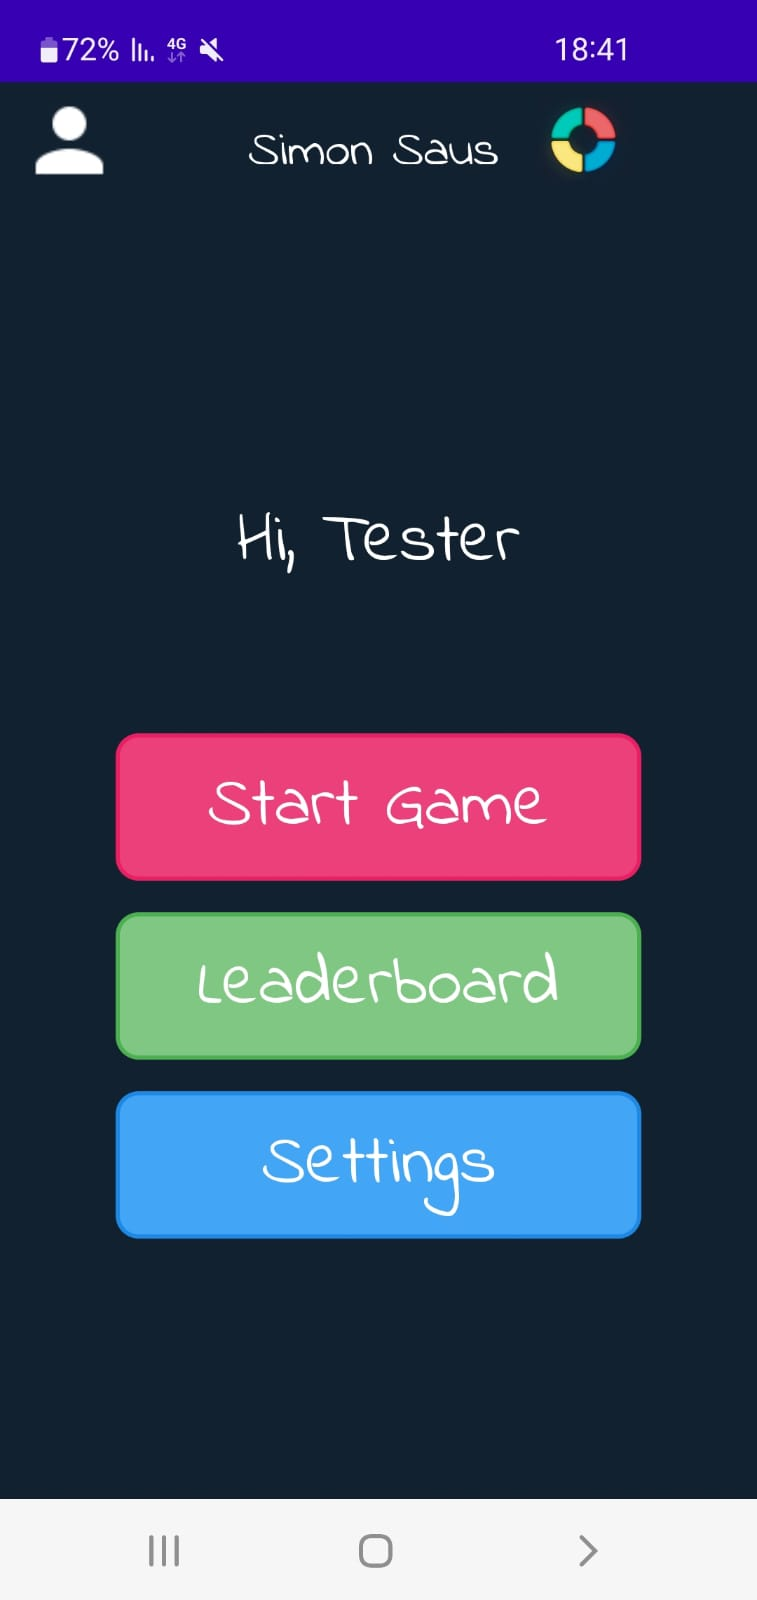 72% 4G 18:41
Simon Saus
Hi, Tester
Start Game
Leaderboard
Settings